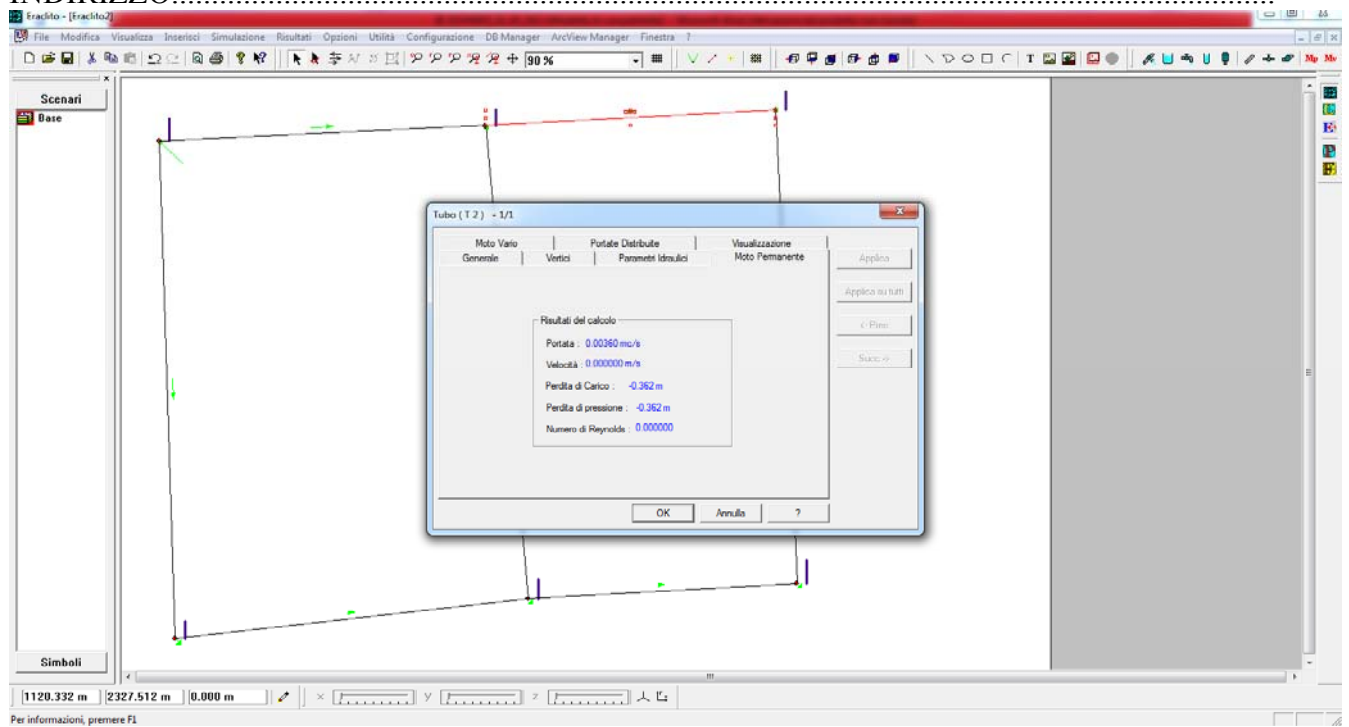 INDIRIZZO
Eraclito - [Eraclito2]
File Modifica Visualizza Inserisci Simulazione Risultati Opzioni Utilità Configurazione DB Manager ArcView Manager Finestra ?
90 %
T
Mp Mv
Scenari
Base
Tubo ( T 2 ) - 1/1
Moto Vario Portate Distribuite Visualizzazione
Generale Vertici Parametri Idraulici Moto Permanente
Applica
Applica su tutti
Risultati del calcolo
<- Prec
Portata : 0.00360 mc/s
Velocità : 0.000000 m/s
Succ ->
Perdita di Carico : -0.362 m
Perdita di pressione : -0.362 m
Numero di Reynolds : 0.000000
OK Annulla ?
Simboli
1120.332 m 2327.512 m 0.000 m × Y z
Per informazioni, premere F1